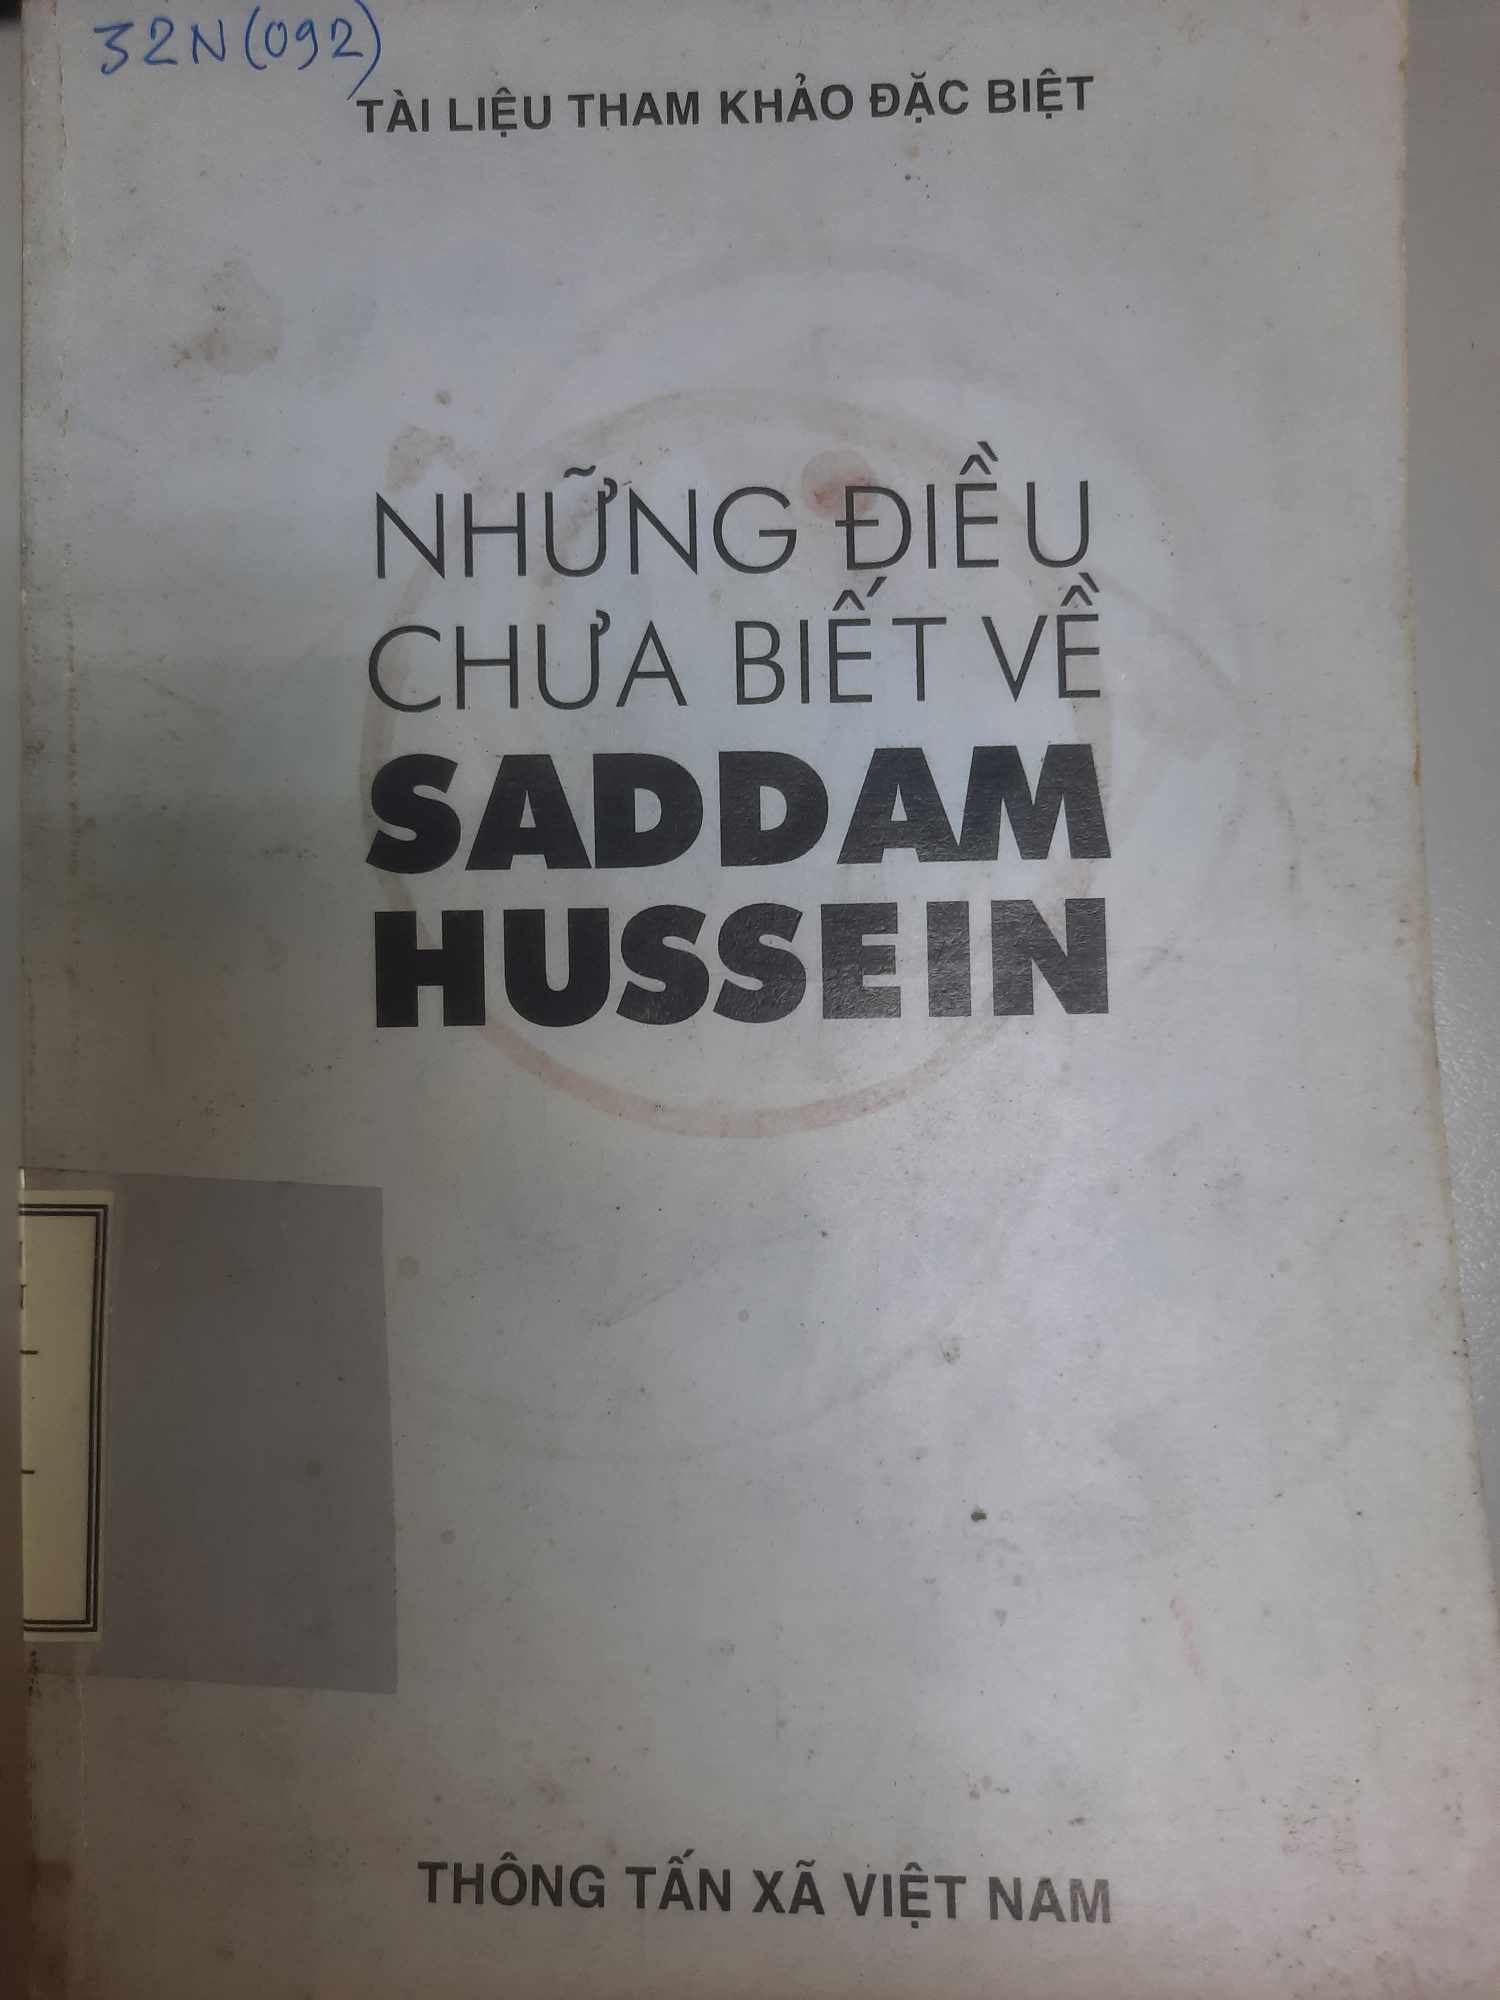 32N(092)
TÀI LIỆU THAM KHẢO ĐẶC BIỆT
NHỮNG ĐIỀU
CHƯA BIẾT VỀ
SADDAM
HUSSEIN
THÔNG TẤN XÃ VIỆT NAM